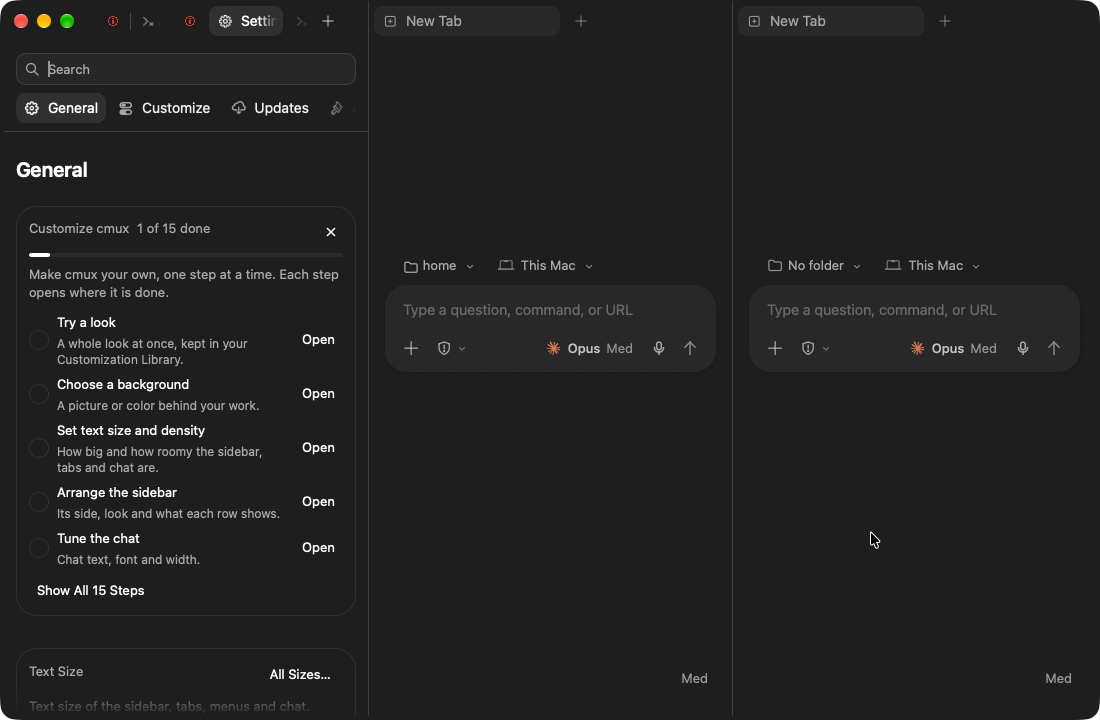 Settin
New Tab
New Tab
Search
General
Customize
Updates
General
Customize cmux 1 of 15 done
Make cmux your own, one step at a time. Each step
opens where it is done.
Try a look
A whole look at once, kept in your
Customization Library.
Open
Choose a background
A picture or color behind your work.
Open
Set text size and density
How big and how roomy the sidebar,
tabs and chat are.
Open
Arrange the sidebar
Its side, look and what each row shows.
Open
Tune the chat
Chat text, font and width.
Open
Show All 15 Steps
Text Size
All Sizes...
Text size of the sidebar, tabs, menus and chat.
home
This Mac
Type a question, command, or URL
Opus Med
Med
No folder
This Mac
Type a question, command, or URL
Opus Med
Med